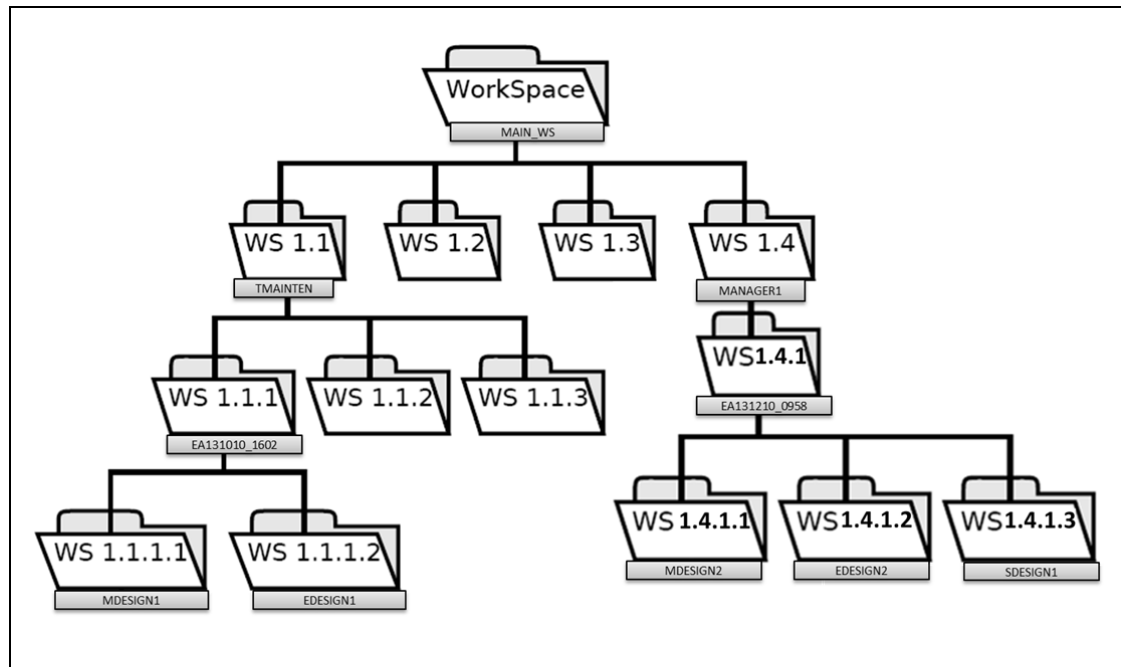 WorkSpace
MAIN_WS
WS 1.1
WS 1.2
WS 1.3
WS 1.4
TMAINTEN
MANAGER1
WS 1.1.1
WS 1.1.2
WS 1.1.3
WS1.4.1
EA131010_1602
EA131210_0958
WS 1.1.1.1
WS 1.1.1.2
WS 1.4.1.1
WS 1.4.1.2
WS1.4.1.3
MDESIGN1
EDESIGN1
MDESIGN2
EDESIGN2
SDESIGN1